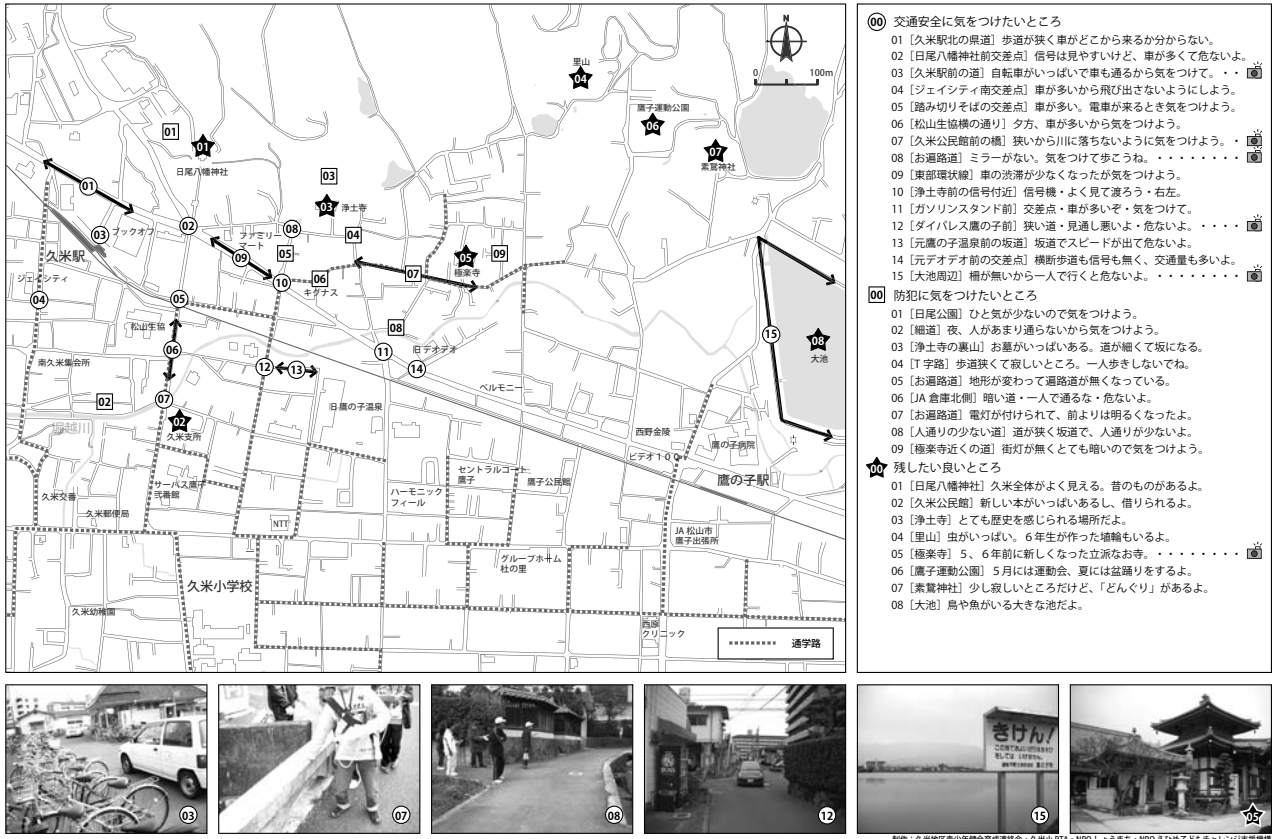 N
0 100m
里山
04
鷹子運動公園
06
07
素鵞神社
01
01
日尾八幡神社
03
03
浄土寺
01
02
ファミリーマート
08
04
03
ブックオフ
05
09
05
極楽寺
09
久米駅
10
06
キグナス
07
ジェイシティ
04
05
松山生協
08
旧デオデオ
11
14
15
08
大池
06
南久米集会所
12
13
ベルモニー
07
02
02
久米支所
旧鷹の子温泉
堀越川
西野金陵
鷹の子病院
ビデオ100
セントラルコート鷹子
鷹子公民館
鷹の子駅
サーパス鷹子弐番館
久米交番
久米郵便局
ハーモニックフィール
NTT
JA松山市鷹子出張所
グループホーム杜の里
久米小学校
久米幼稚園
西原クリニック
通学路
00 交通安全に気をつけたいところ
01［久米駅北の県道］歩道が狭く車がどこから来るか分からない。
02［日尾八幡神社前交差点］信号は見やすいけど、車が多くて危ないよ。
03［久米駅前の道］自転車がいっぱいで車も通るから気をつけて。・・
04［ジェイシティ南交差点］車が多いから飛び出さないようにしよう。
05［踏み切りそばの交差点］車が多い。電車が来るとき気をつけよう。
06［松山生協横の通り］夕方、車が多いから気をつけよう。
07［久米公民館前の橋］狭いから川に落ちないように気をつけよう。・
08［お遍路道］ミラーがない。気をつけて歩こうね。・・・・・・・・
09［東部環状線］車の渋滞が少なくなったが気をつけよう。
10［浄土寺前の信号付近］信号機・よく見て渡ろう・右左。
11［ガソリンスタンド前］交差点・車が多いぞ・気をつけて。
12［ダイパレス鷹の子前］狭い道・見通し悪いよ・危ないよ。・・・・
13［元鷹の子温泉前の坂道］坂道でスピードが出て危ないよ。
14［元デオデオ前の交差点］横断歩道も信号も無く、交通量も多いよ。
15［大池周辺］柵が無いから一人で行くと危ないよ。・・・・・・・・
00 防犯に気をつけたいところ
01［日尾公園］ひと気が少ないので気をつけよう。
02［細道］夜、人があまり通らないから気をつけよう。
03［浄土寺の裏山］お墓がいっぱいある。道が細くて坂になる。
04［T字路］歩道狭くて寂しいところ。一人歩きしないでね。
05［お遍路道］地形が変わって遍路道が無くなっている。
06［JA倉庫北側］暗い道・一人で通るな・危ないよ。
07［お遍路道］電灯が付けられて、前よりは明るくなったよ。
08［人通りの少ない道］道が狭く坂道で、人通りが少ないよ。
09［極楽寺近くの道］街灯が無くとても暗いので気をつけよう。
00 残したい良いところ
01［日尾八幡神社］久米全体がよく見える。昔のものがあるよ。
02［久米公民館］新しい本がいっぱいあるし、借りられるよ。
03［浄土寺］とても歴史を感じられる場所だよ。
04［里山］虫がいっぱい。６年生が作った埴輪もいるよ。
05［極楽寺］５、６年前に新しくなった立派なお寺。・・・・・・・・
06［鷹子運動公園］５月には運動会、夏には盆踊りをするよ。
07［素鵞神社］少し寂しいところだけど、「どんぐり」があるよ。
08［大池］鳥や魚がいる大きな池だよ。
03
07
08
12
きけん！
15
05